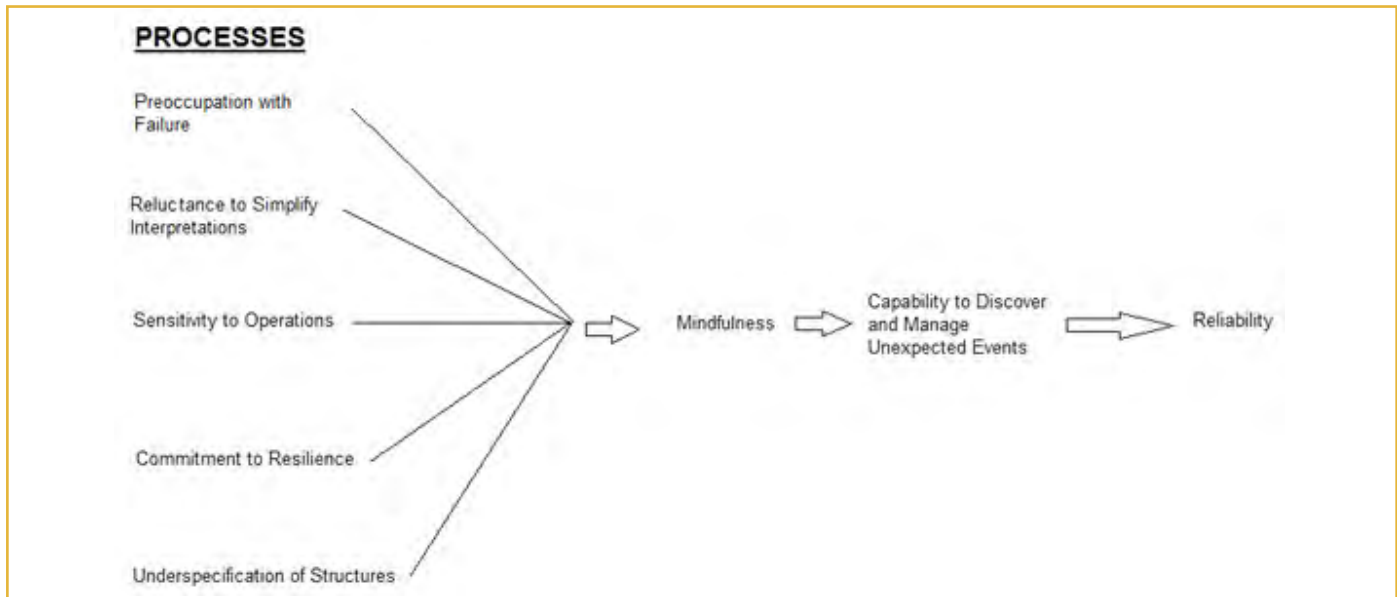 PROCESSES
Preoccupation with
Failure
Reluctance to Simplify
Interpretations
Sensitivity to Operations
Commitment to Resilience
Underspecification of Structures
Mindfulness
Capability to Discover
and Manage
Unexpected Events
Reliability